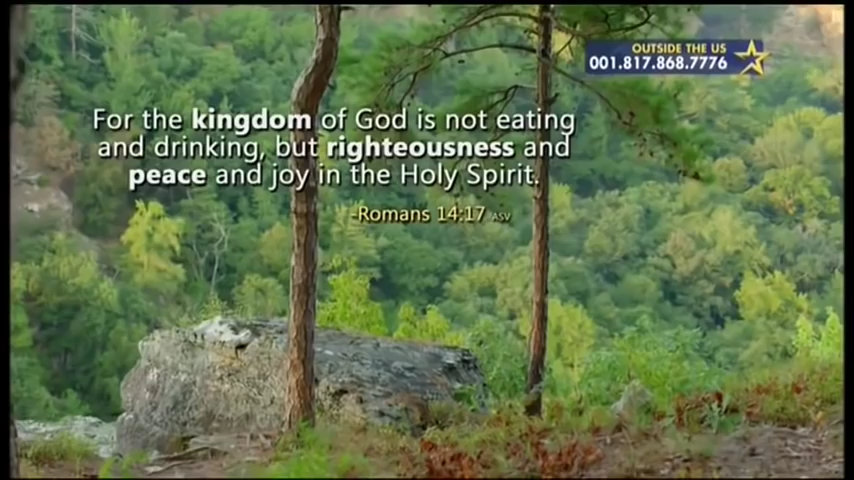 OUTSIDE THE US
001.817.868.7776
For the kingdom of God is not eating
and drinking, but righteousness and
peace and joy in the Holy Spirit.
-Romans 14:17 ASV